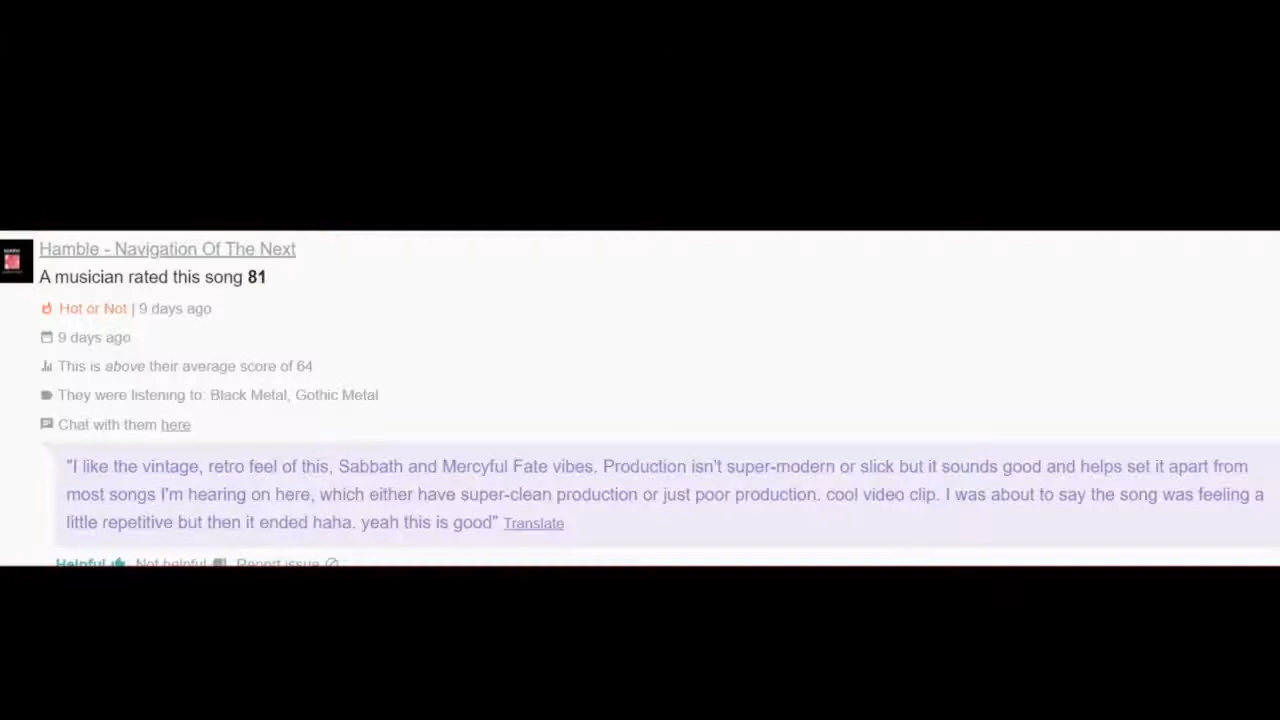 Hamble - Navigation Of The Next
A musician rated this song 81
Hot or Not | 9 days ago
9 days ago
This is above their average score of 64
They were listening to: Black Metal, Gothic Metal
Chat with them here
"I like the vintage, retro feel of this, Sabbath and Mercyful Fate vibes. Production isn't super-modern or slick but it sounds good and helps set it apart from
most songs I'm hearing on here, which either have super-clean production or just poor production. cool video clip. I was about to say the song was feeling a
little repetitive but then it ended haha. yeah this is good" Translate
Helpful Not helpful Report issue